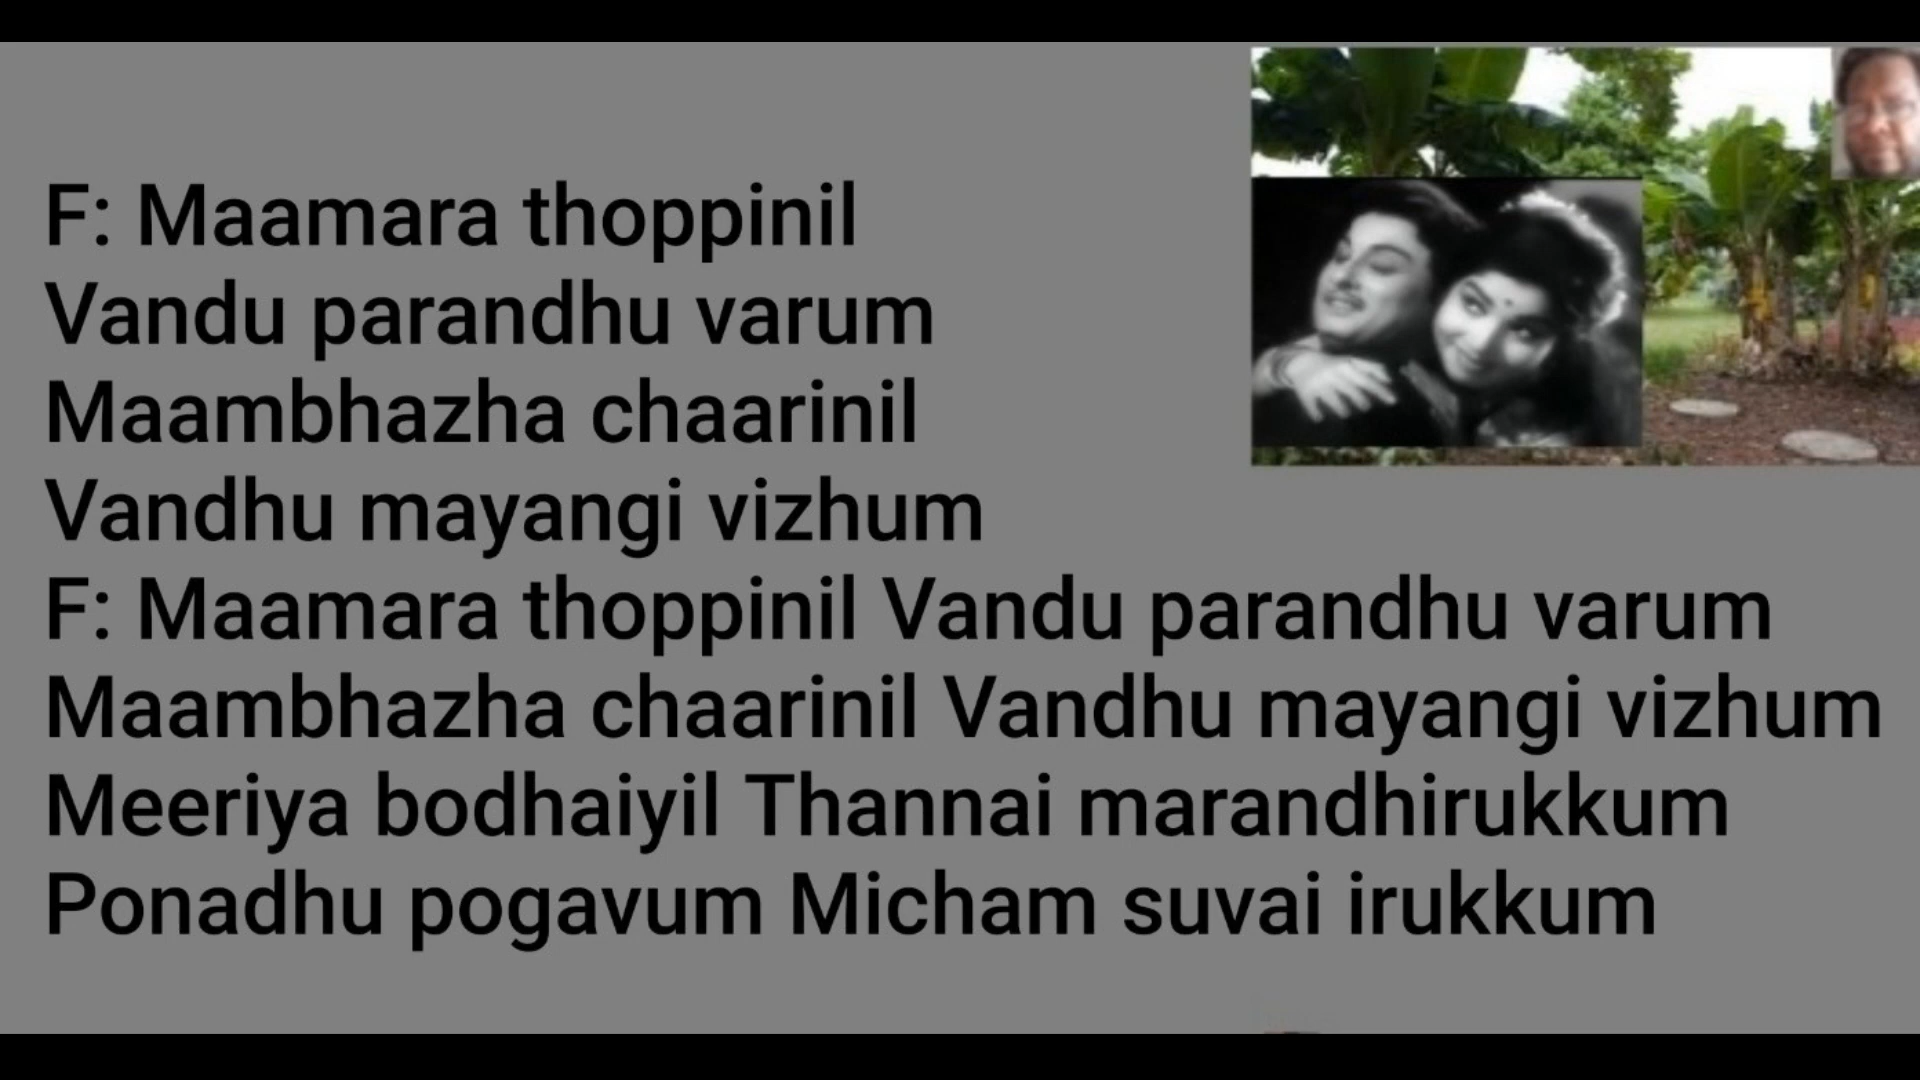 F: Maamara thoppinil
Vandu parandhu varum
Maambhazha chaarinil
Vandhu mayangi vizhum
F: Maamara thoppinil Vandu parandhu varum
Maambhazha chaarinil Vandhu mayangi vizhum
Meeriya bodhaiyil Thannai marandhirukkum
Ponadhu pogavum Micham suvai irukkum